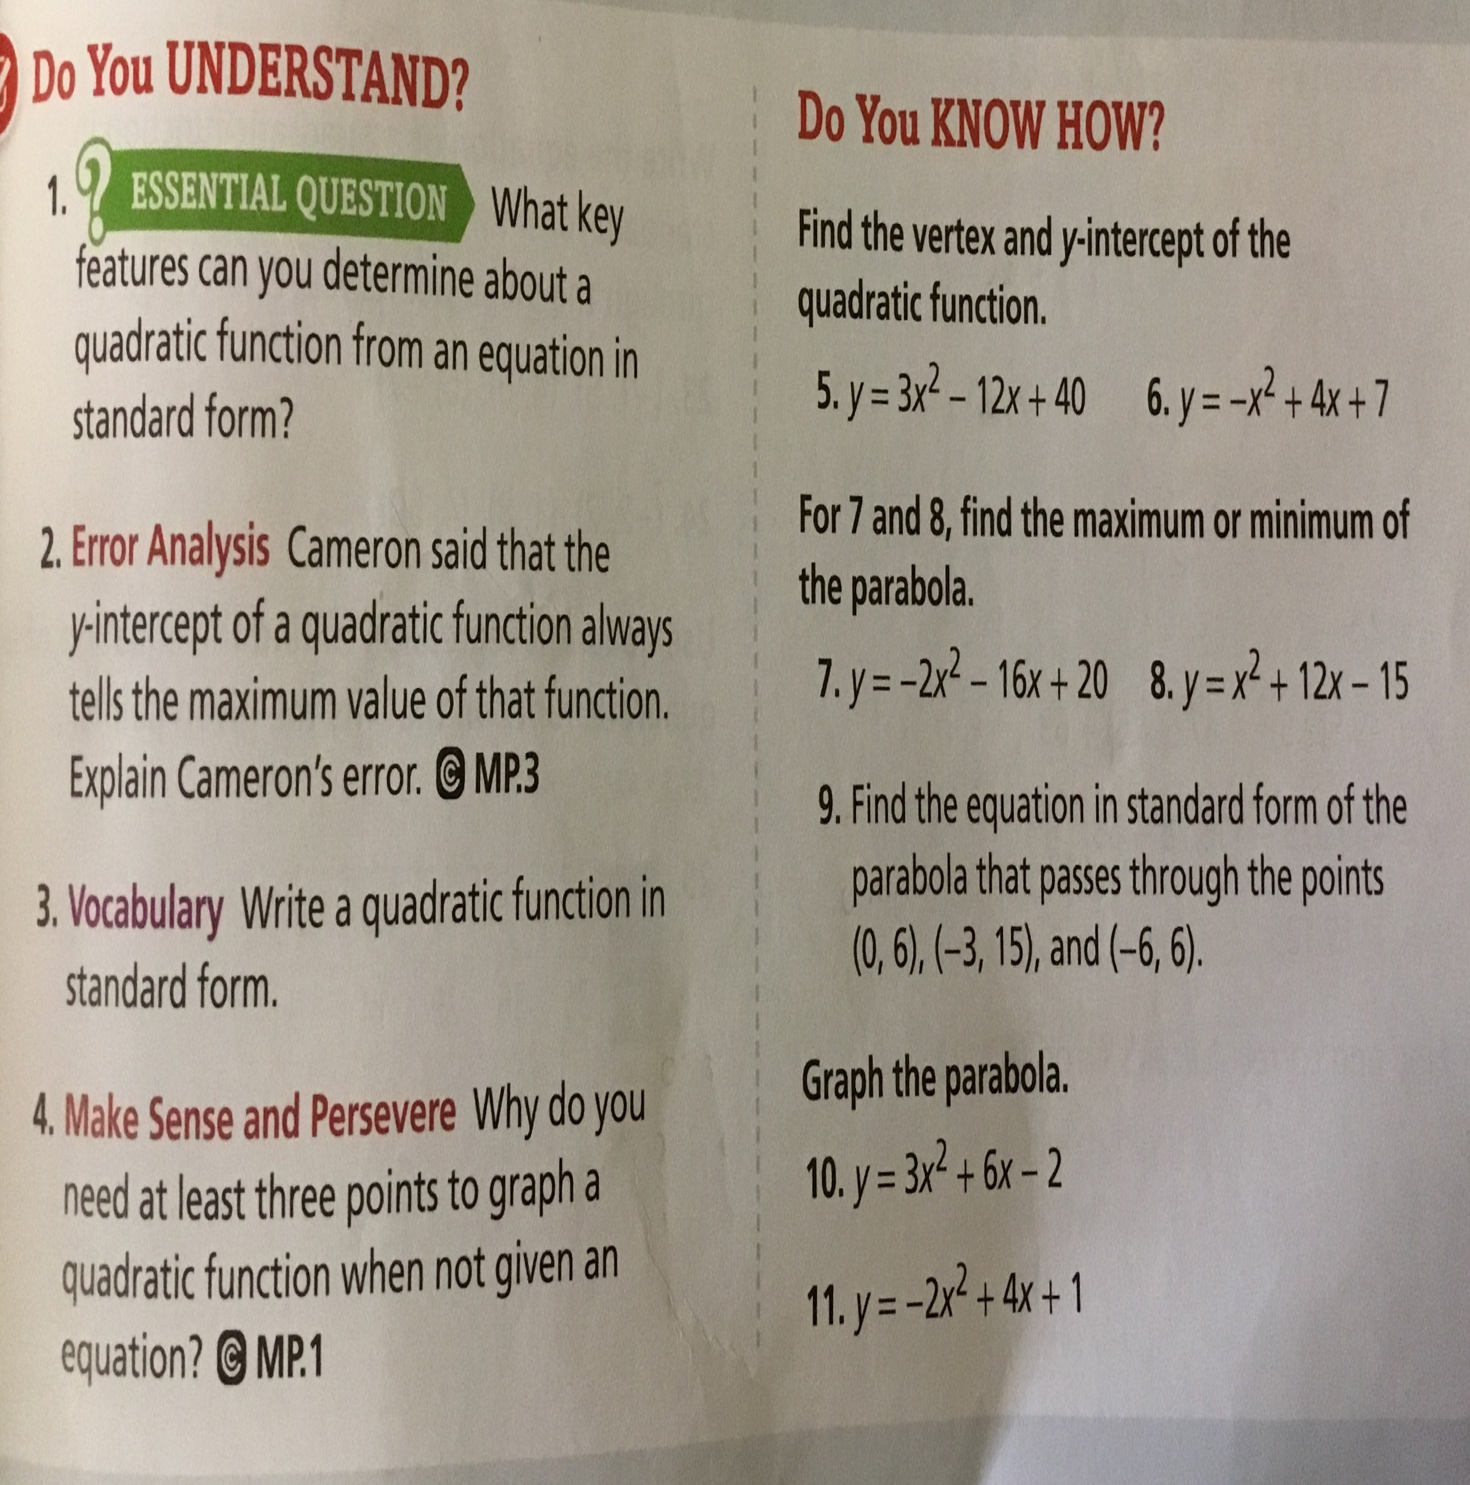 Do You UNDERSTAND?
1. ? ESSENTIAL QUESTION What key
features can you determine about a
quadratic function from an equation in
standard form?
2. Error Analysis Cameron said that the
y-intercept of a quadratic function always
tells the maximum value of that function.
Explain Cameron's error. © MP.3
3. Vocabulary Write a quadratic function in
standard form.
4. Make Sense and Persevere Why do you
need at least three points to graph a
quadratic function when not given an
equation? © MP.1
Do You KNOW HOW?
Find the vertex and y-intercept of the
quadratic function.
5. y = 3x² – 12x + 40 6. y = –x² + 4x + 7
For 7 and 8, find the maximum or minimum of
the parabola.
7. y = –2x² – 16x + 20 8. y = x² + 12x – 15
9. Find the equation in standard form of the
parabola that passes through the points
(0, 6), (–3, 15), and (–6, 6).
Graph the parabola.
10. y = 3x² + 6x – 2
11. y = –2x² + 4x + 1